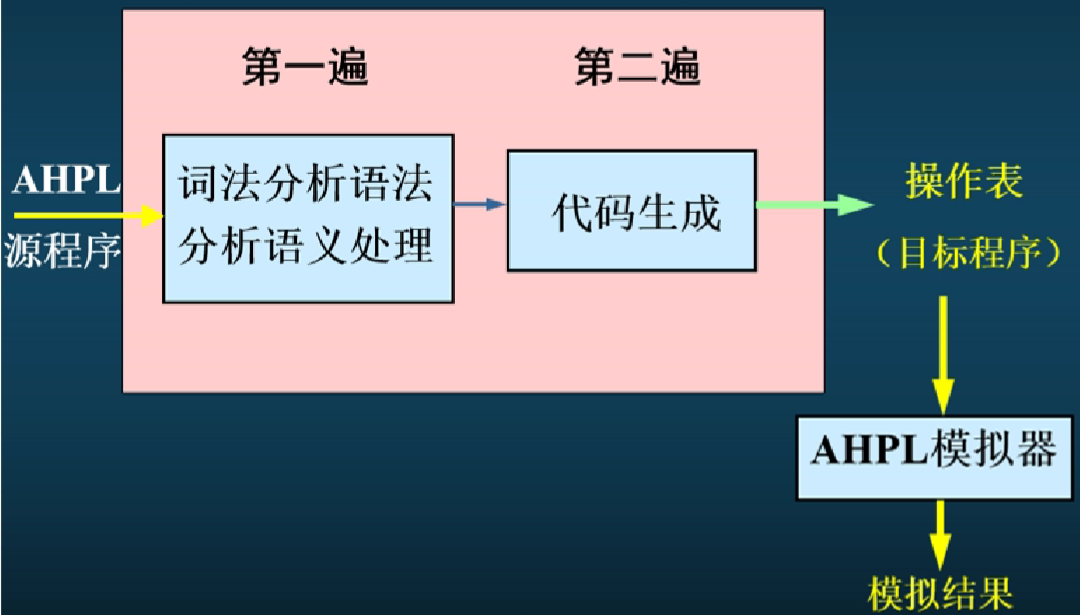 第一遍
第二遍
AHPL
源程序
词法分析语法
分析语义处理
代码生成
操作表
（目标程序）
AHPL模拟器
模拟结果